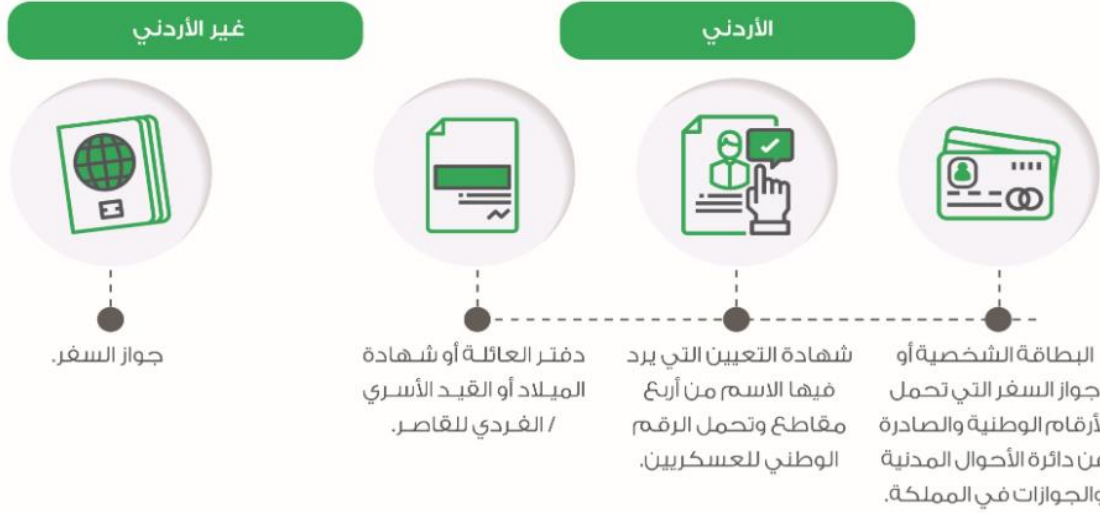 الأردني
غير الأردني
البطاقة الشخصية أو
جواز السفر التي تحمل
لأرقام الوطنية والصادرة
من دائرة الأحوال المدنية
والجوازات في المملكة.
شهادة التعيين التي يرد
فيها الاسم من أربع
مقاطع وتحمل الرقم
الوطني للعسكريين.
دفتر العائلة أو شهادة
الميلاد أو القيد الأسري
/ الفردي للقاصر.
جواز السفر.